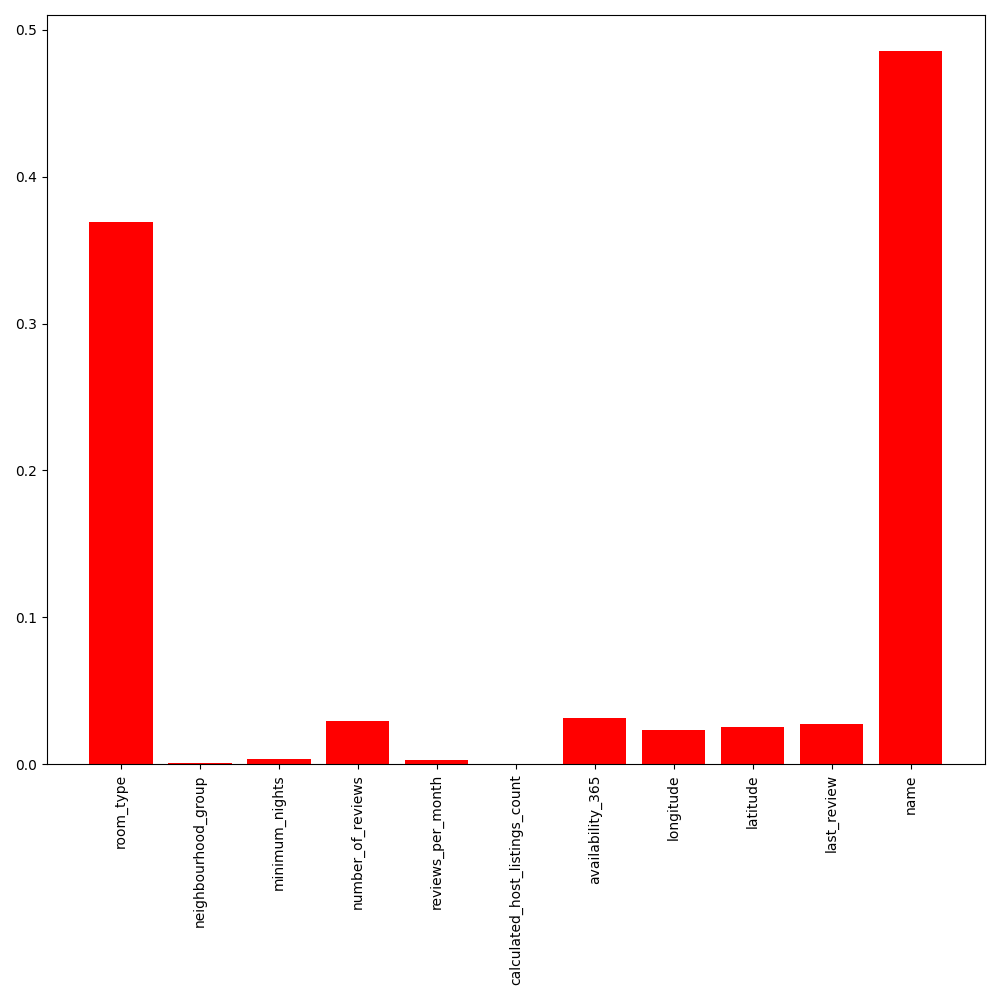 0.5
0.4
0.3
0.2
0.1
0.0
room_type
neighbourhood_group
minimum_nights
number_of_reviews
reviews_per_month
calculated_host_listings_count
availability_365
longitude
latitude
last_review
name